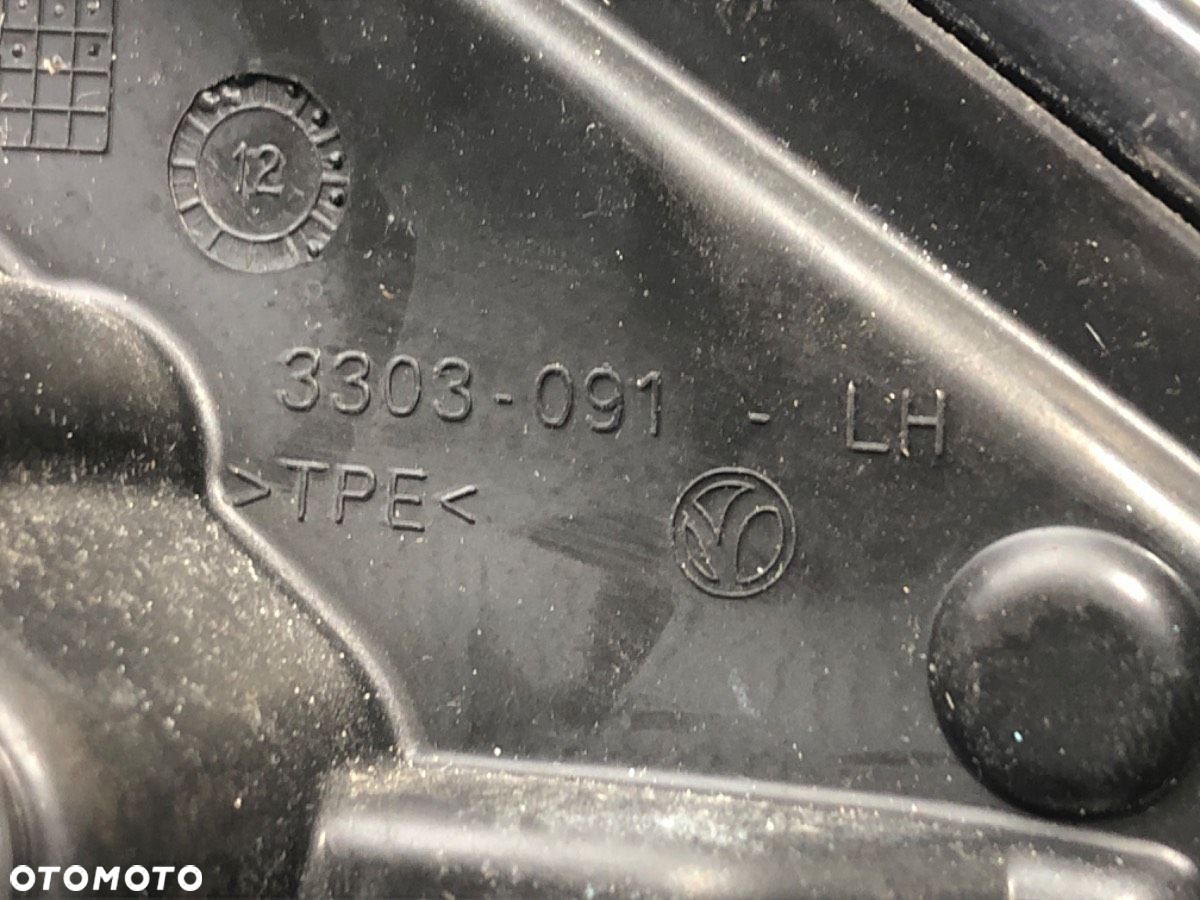 12
3303-091 - LH
>TPE<
OTOMOTO